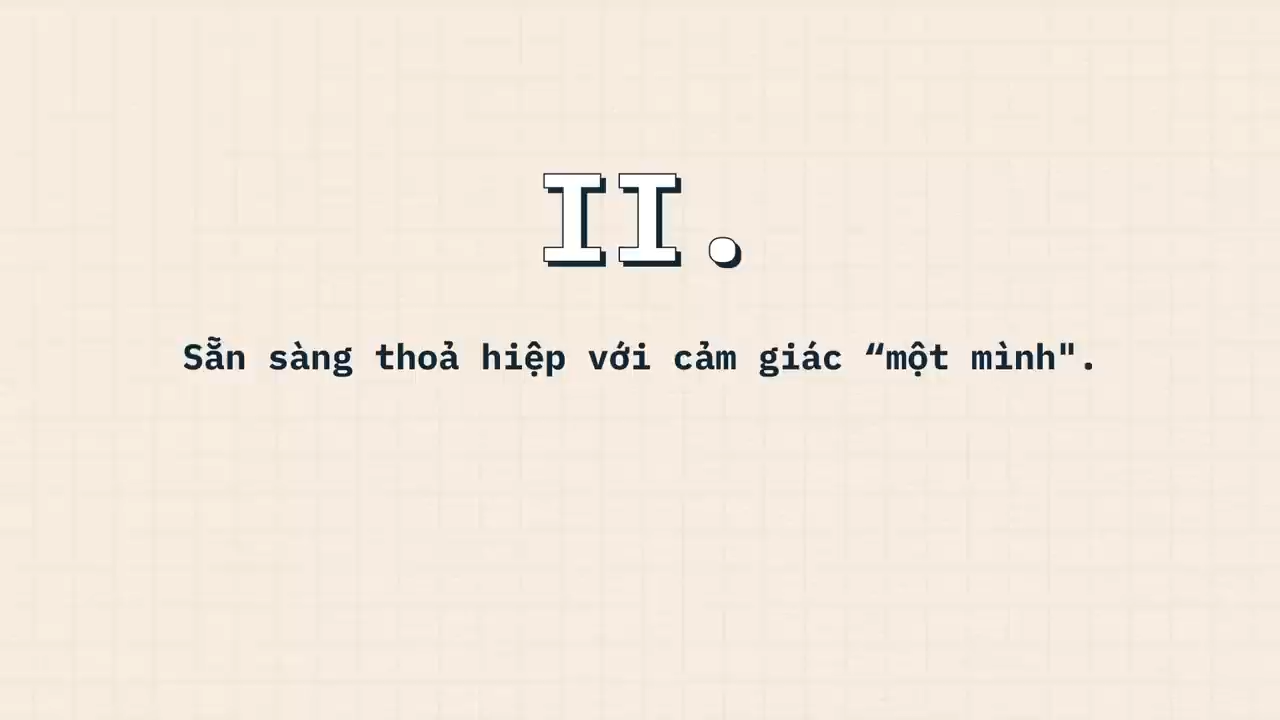 II.
Sẵn sàng thoả hiệp với cảm giác “một mình".